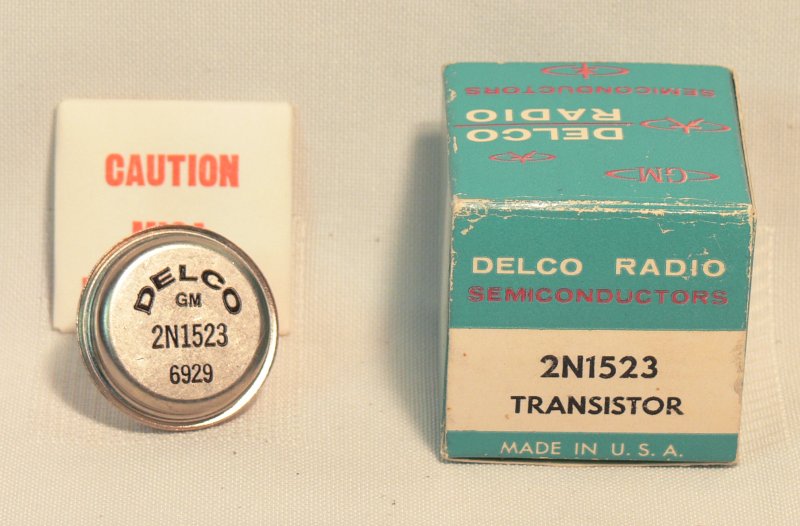 CAUTION
DELCO
GM
2N1523
6929
SEMICONDUCTORS
DELCO
RADIO
GM
DELCO RADIO
SEMICONDUCTORS
2N1523
TRANSISTOR
MADE IN U.S.A.